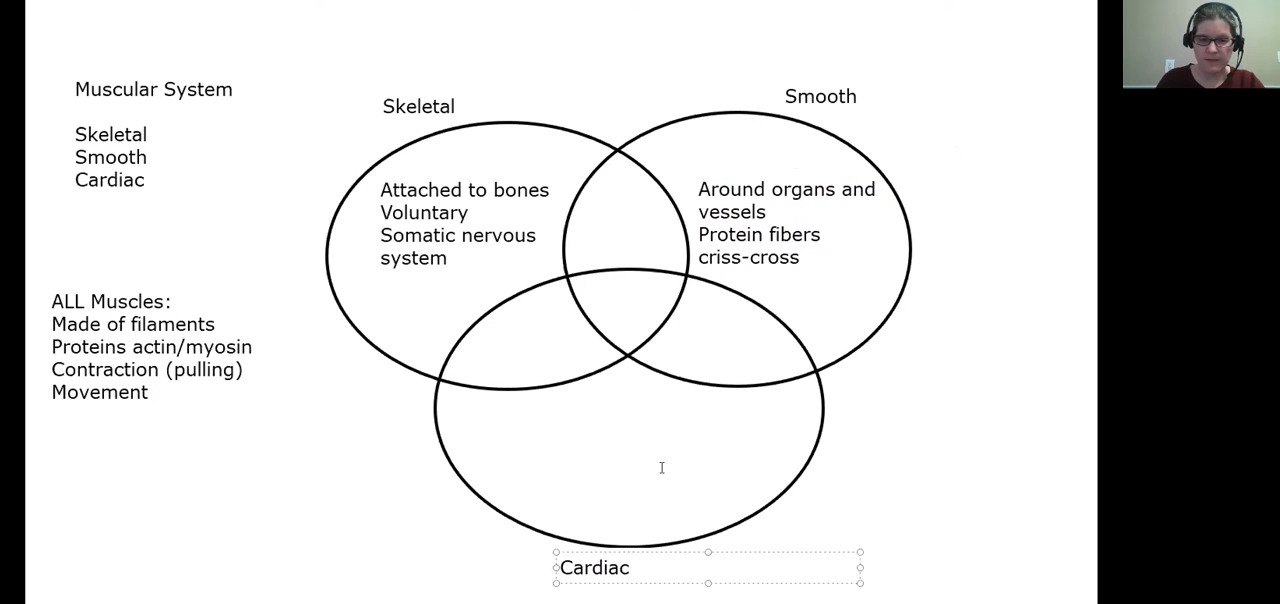 Muscular System
Skeletal
Smooth
Cardiac
ALL Muscles:
Made of filaments
Proteins actin/myosin
Contraction (pulling)
Movement
Skeletal
Attached to bones
Voluntary
Somatic nervous
system
Smooth
Around organs and
vessels
Protein fibers
criss-cross
Cardiac